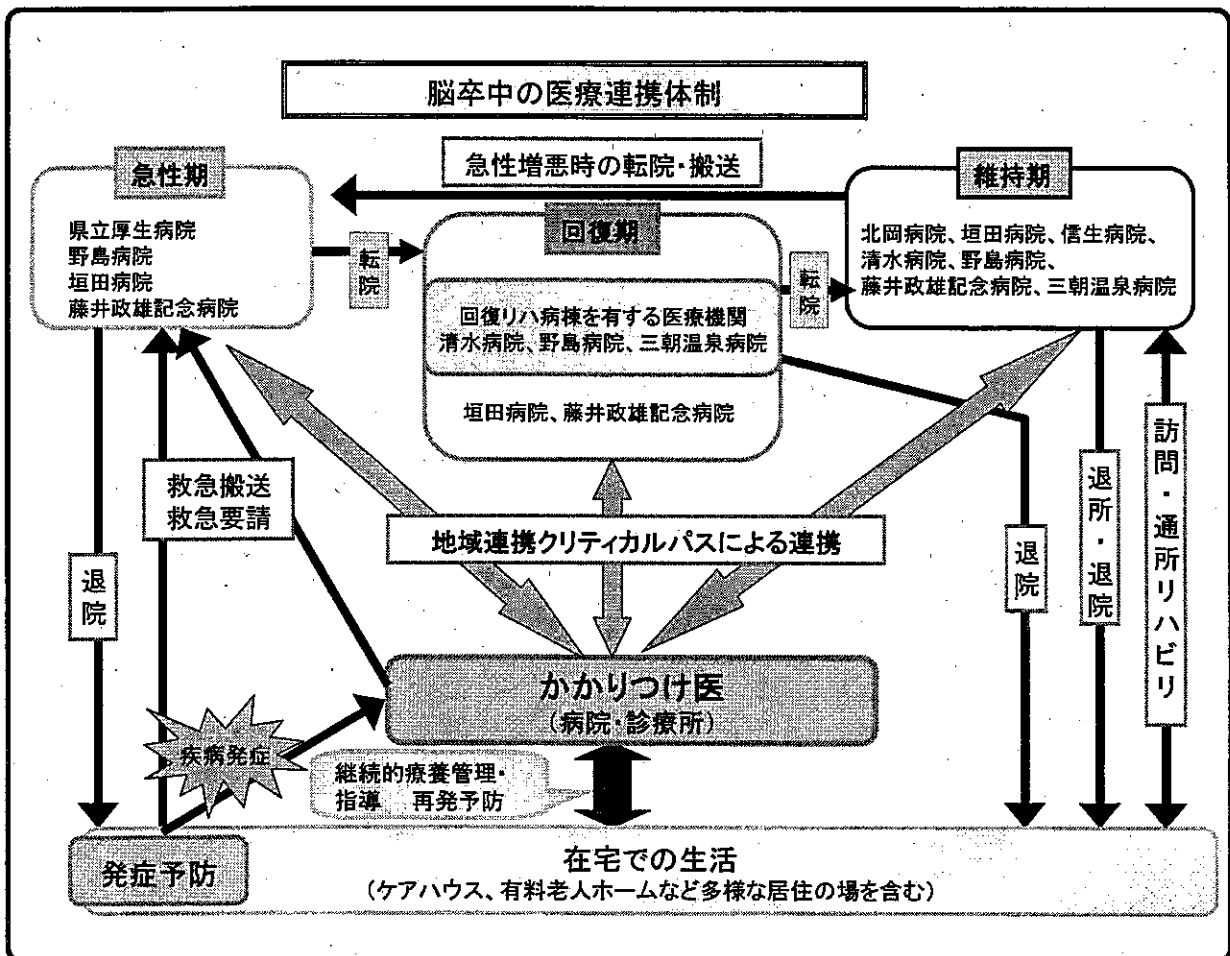 脳卒中の医療連携体制
急性増悪時の転院・搬送
急性期
県立厚生病院
野島病院
垣田病院
藤井政雄記念病院
転院
回復期
回復リハ病棟を有する医療機関
清水病院、野島病院、三朝温泉病院
垣田病院、藤井政雄記念病院
転院
維持期
北岡病院、垣田病院、信生病院、
清水病院、野島病院、
藤井政雄記念病院、三朝温泉病院
救急搬送
救急要請
地域連携クリティカルパスによる連携
退院
退院
退所・退院
訪問・通所リハビリ
かかりつけ医
(病院・診療所)
疾病発症
継続的療養管理・
指導 再発予防
発症予防
在宅での生活
(ケアハウス、有料老人ホームなど多様な居住の場を含む)